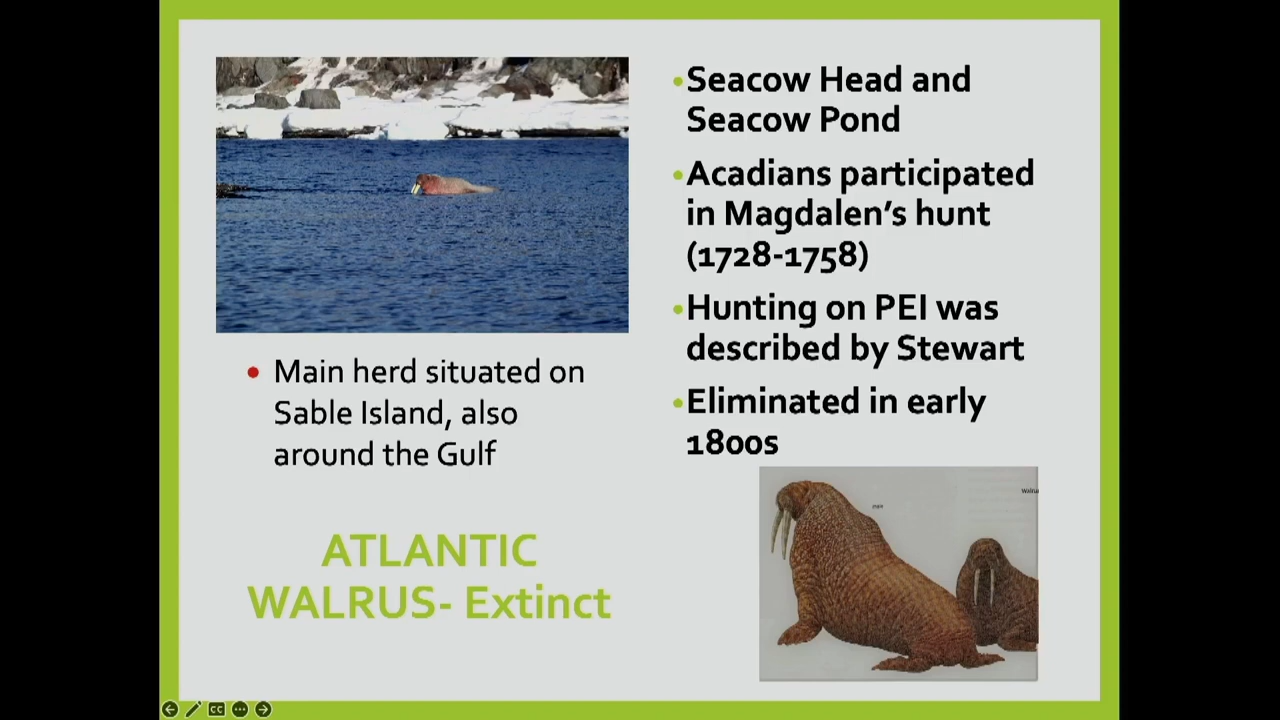 Main herd situated on
Sable Island, also
around the Gulf
ATLANTIC
WALRUS- Extinct
•Seacow Head and
Seacow Pond
•Acadians participated
in Magdalen's hunt
(1728-1758)
•Hunting on PEI was
described by Stewart
•Eliminated in early
1800s
CC